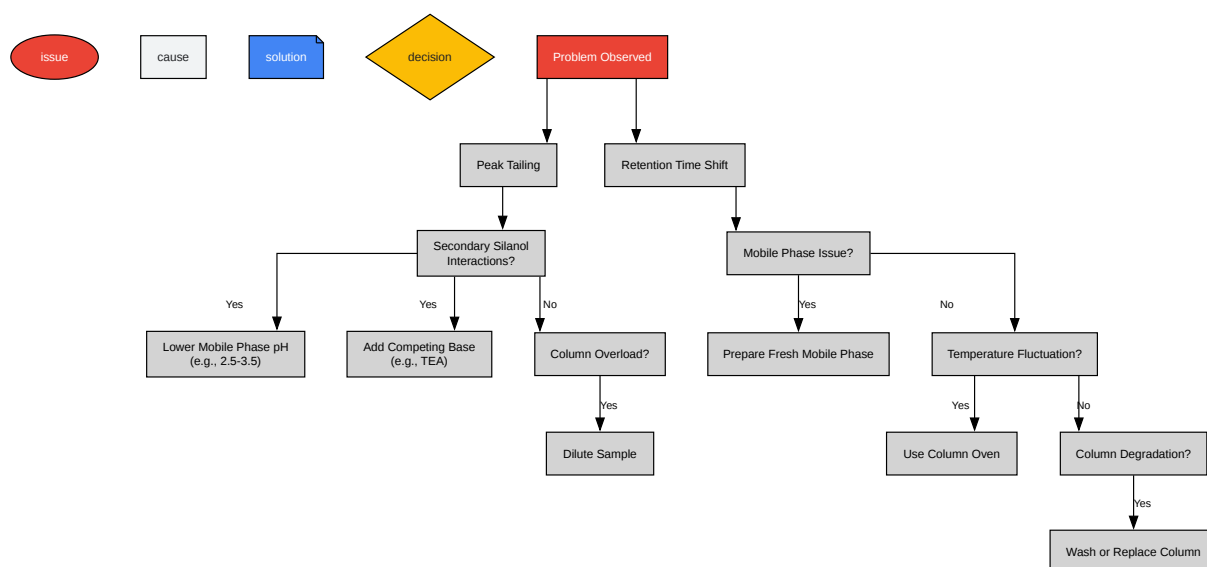 issue
cause
solution
decision
Problem Observed
Peak Tailing
Retention Time Shift
Secondary Silanol
Interactions?
Mobile Phase Issue?
Yes
Yes
No
Yes
No
Lower Mobile Phase pH
(e.g., 2.5-3.5)
Add Competing Base
(e.g., TEA)
Column Overload?
Prepare Fresh Mobile Phase
Temperature Fluctuation?
Yes
Yes
No
Dilute Sample
Use Column Oven
Column Degradation?
Yes
Wash or Replace Column